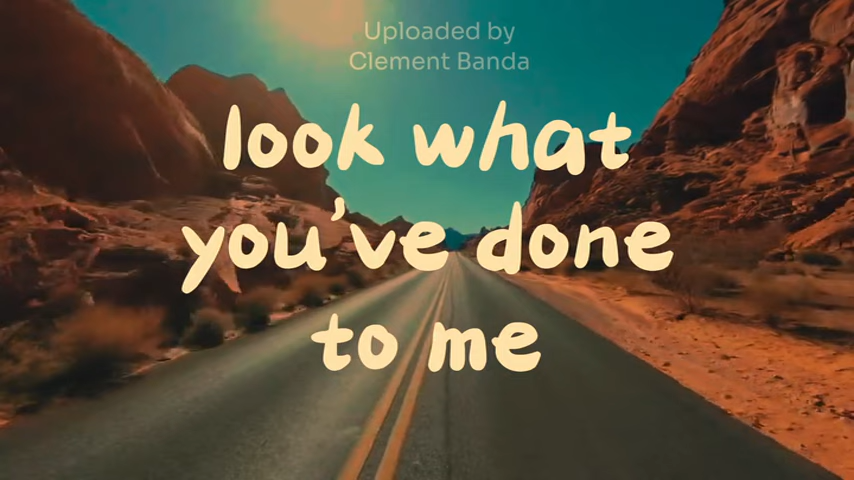 Uploaded by
Clement Banda
look what
you've done
to me